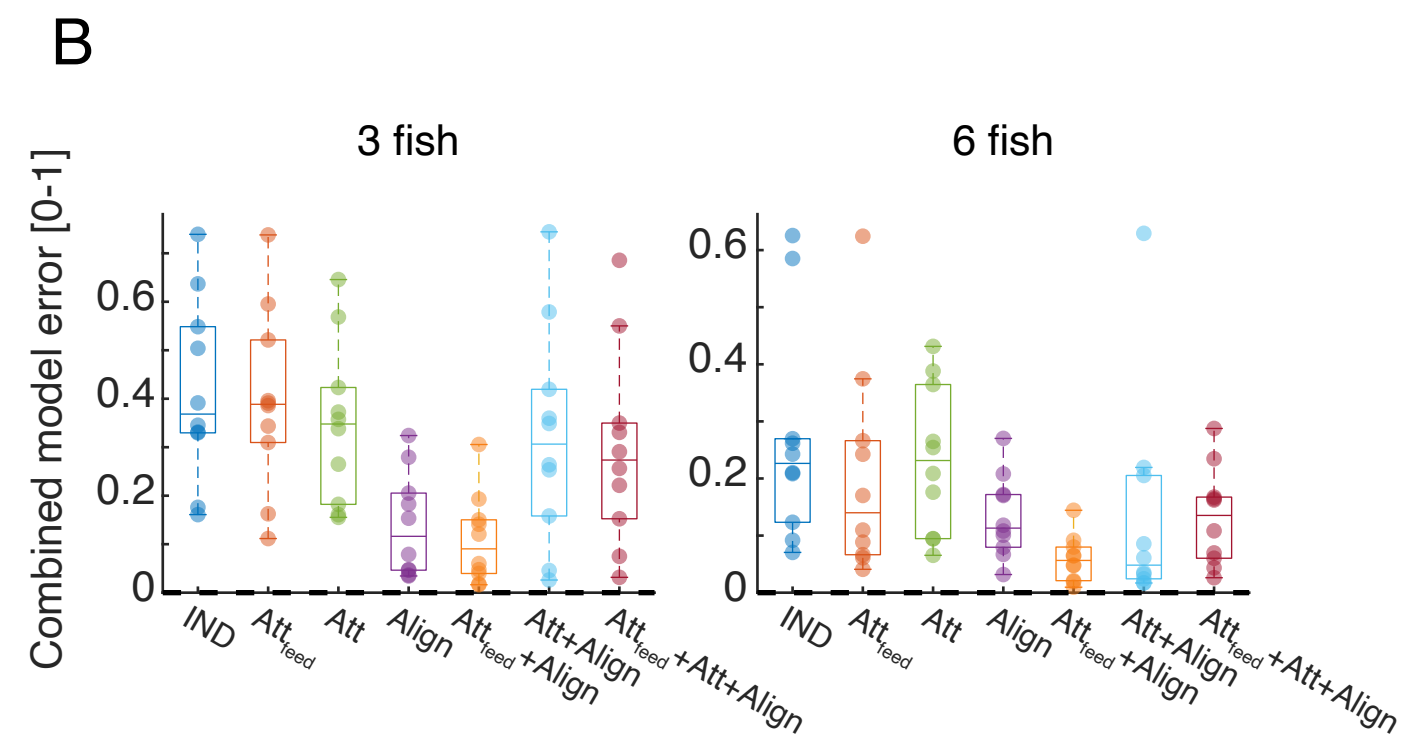 B
3 fish
6 fish
Combined model error [0-1]
0.6
0.4
0.2
0
IND
Att_feed
Att
Align
Att_feed+Align
Att+Align
Att_feed+Att+Align
0.6
0.4
0.2
0
IND
Att_feed
Att
Align
Att_feed+Align
Att+Align
Att_feed+Att+Align